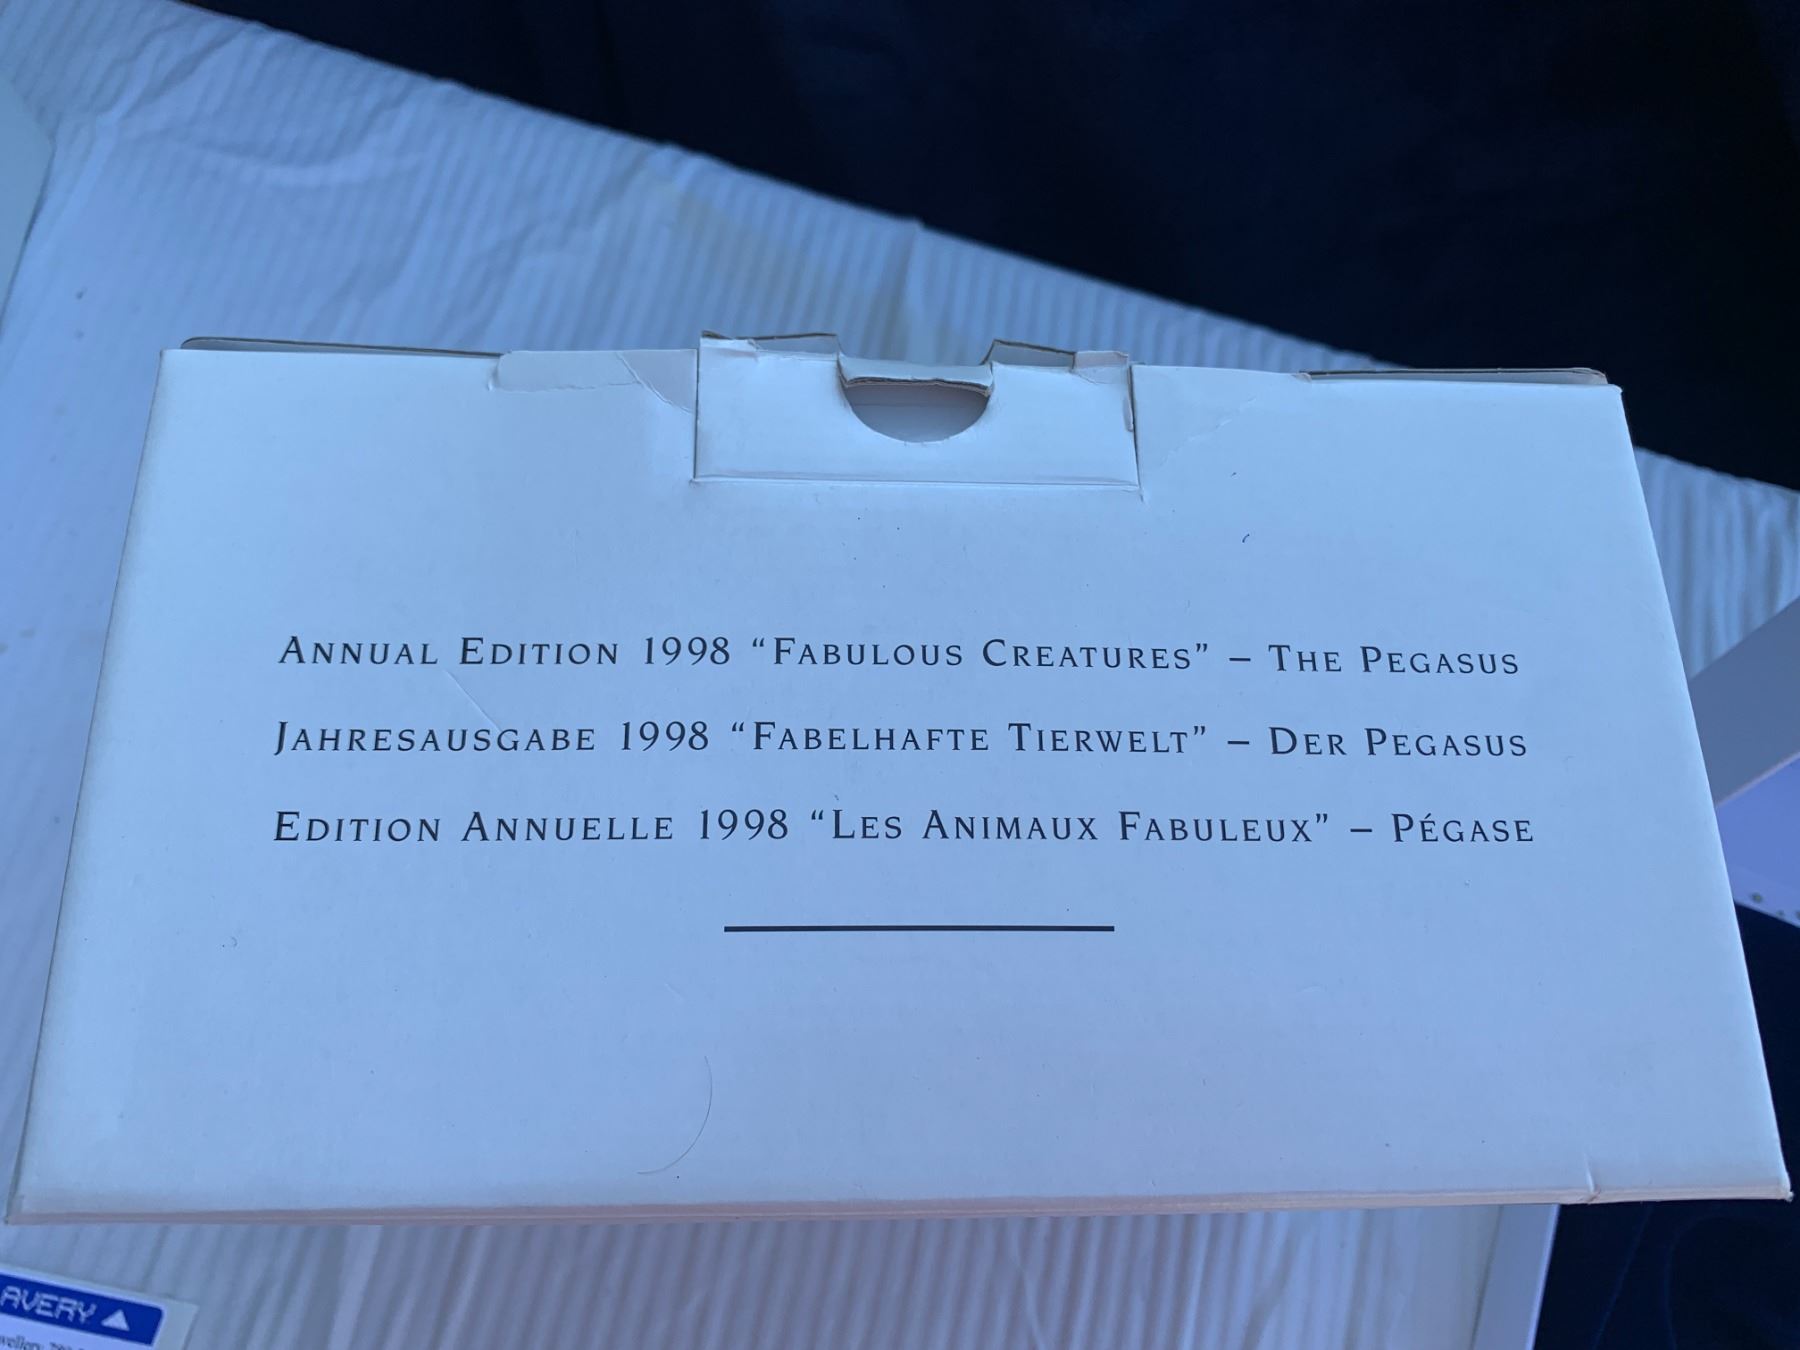 Annual Edition 1998 “Fabulous Creatures” – The Pegasus
Jahresausgabe 1998 “Fabelhafte Tierwelt” – Der Pegasus
Edition Annuelle 1998 “Les Animaux Fabuleux” – Pégase
AVERY